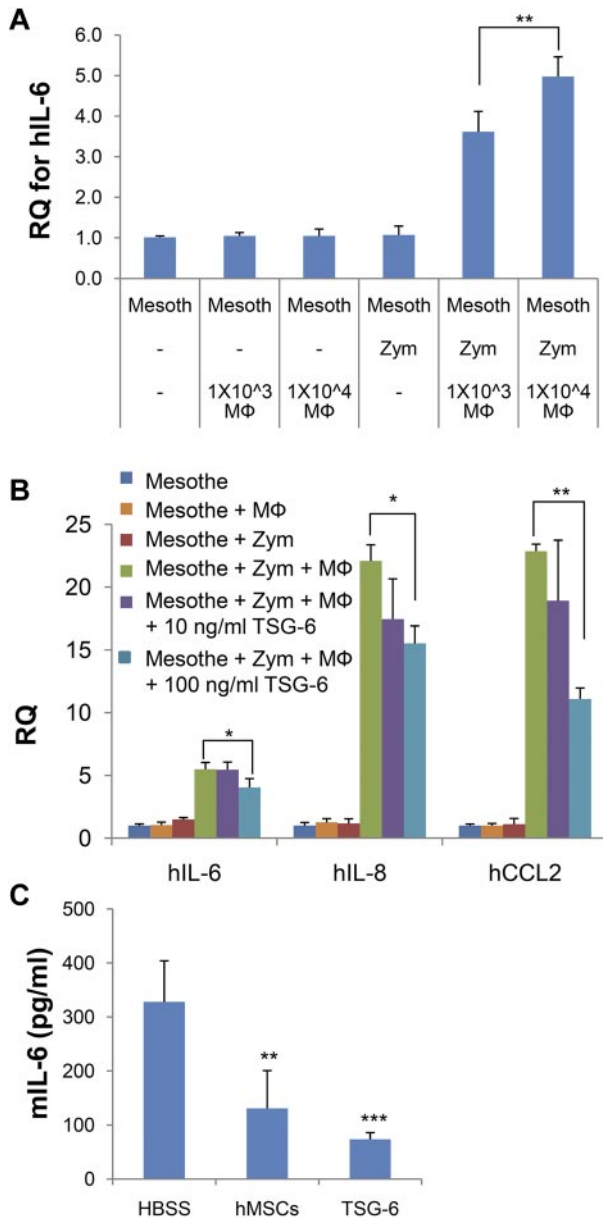 A
RQ for hIL-6
6.0
5.0
4.0
3.0
2.0
1.0
0.0
**
Mesoth Mesoth Mesoth Mesoth Mesoth Mesoth
- - - Zym Zym Zym
- 1X10^3 1X10^4 - 1X10^3 1X10^4
MΦ MΦ MΦ MΦ
B
Mesothe
Mesothe + MΦ
Mesothe + Zym
Mesothe + Zym + MΦ
Mesothe + Zym + MΦ
+ 10 ng/ml TSG-6
Mesothe + Zym + MΦ
+ 100 ng/ml TSG-6
RQ
25
20
15
10
5
0
* * **
hIL-6 hIL-8 hCCL2
C
mIL-6 (pg/ml)
500
400
300
200
100
0
** ***
HBSS hMSCs TSG-6